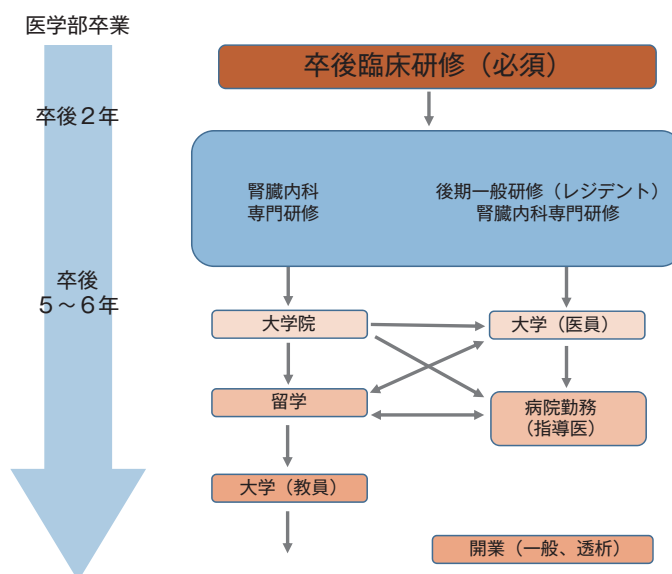 医学部卒業
卒後臨床研修（必須）
卒後２年
腎臓内科
専門研修
後期一般研修（レジデント）
腎臓内科専門研修
卒後
５～６年
大学院
大学（医員）
留学
病院勤務
（指導医）
大学（教員）
開業（一般、透析）